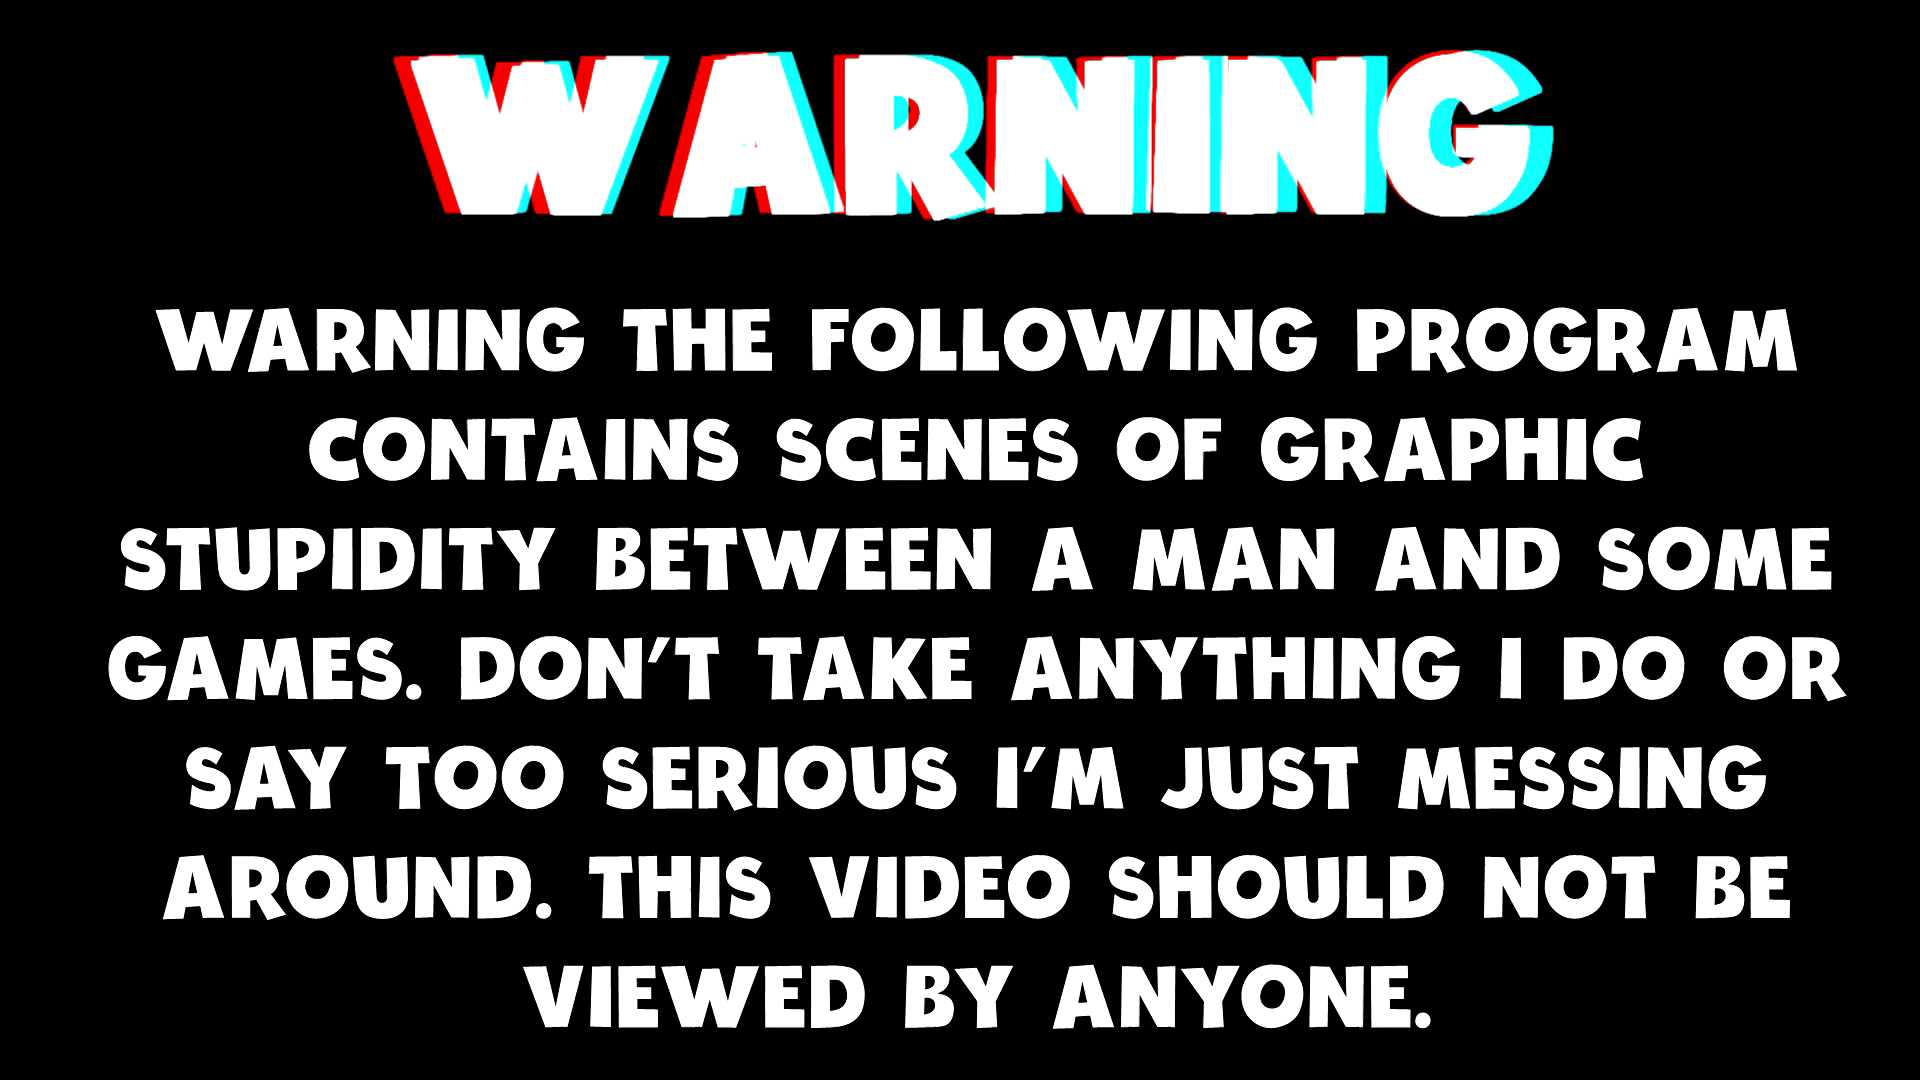 WARNING
WARNING THE FOLLOWING PROGRAM
CONTAINS SCENES OF GRAPHIC
STUPIDITY BETWEEN A MAN AND SOME
GAMES. DON'T TAKE ANYTHING I DO OR
SAY TOO SERIOUS I'M JUST MESSING
AROUND. THIS VIDEO SHOULD NOT BE
VIEWED BY ANYONE.